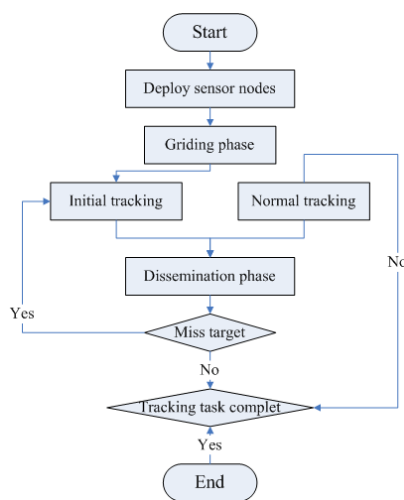 Start
Deploy sensor nodes
Griding phase
Initial tracking
Normal tracking
Dissemination phase
No
Yes
Miss target
No
Tracking task complet
Yes
End